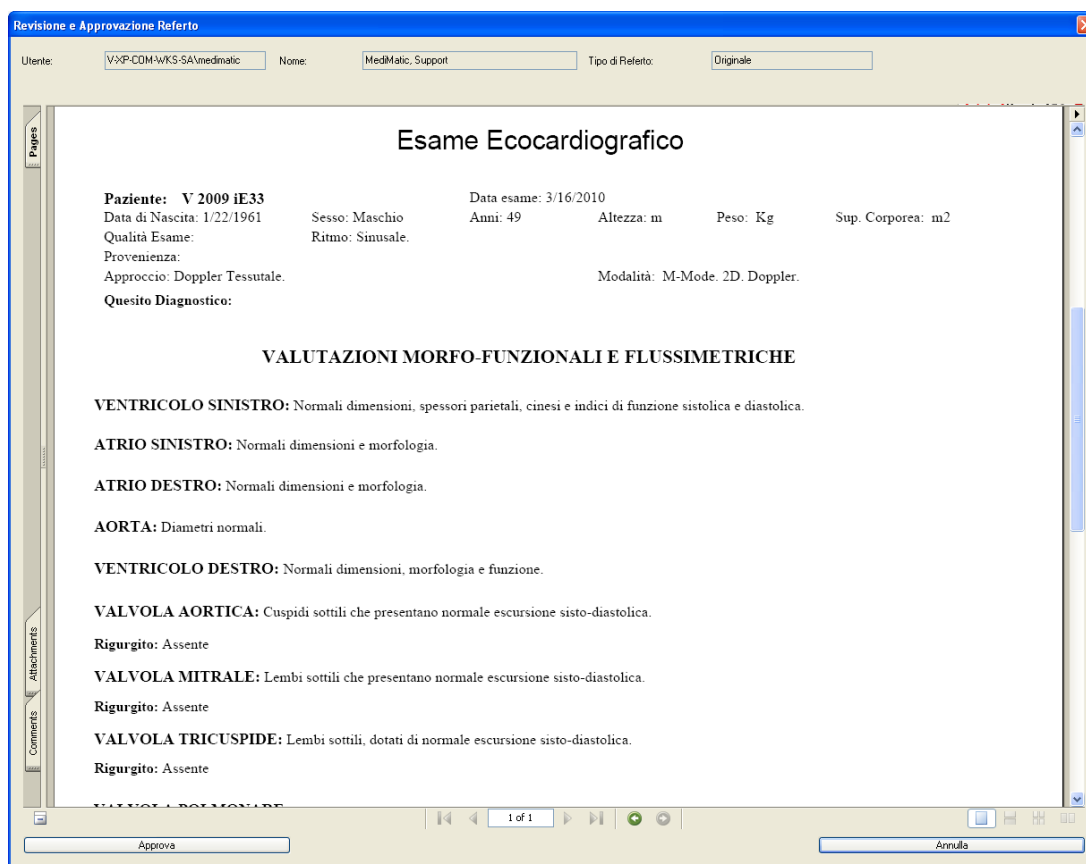 Revisione e Approvazione Referto
Utente: V-XP-COM-WKS-SA\medimatic Nome: MediMatic, Support Tipo di Referto: Originale
Pages
Esame Ecocardiografico
Paziente: V 2009 iE33 Data esame: 3/16/2010
Data di Nascita: 1/22/1961 Sesso: Maschio Anni: 49 Altezza: m Peso: Kg Sup. Corporea: m2
Qualità Esame: Ritmo: Sinusale.
Provenienza:
Approccio: Doppler Tessutale. Modalità: M-Mode. 2D. Doppler.
Quesito Diagnostico:
VALUTAZIONI MORFO-FUNZIONALI E FLUSSIMETRICHE
VENTRICOLO SINISTRO: Normali dimensioni, spessori parietali, cinesi e indici di funzione sistolica e diastolica.
ATRIO SINISTRO: Normali dimensioni e morfologia.
ATRIO DESTRO: Normali dimensioni e morfologia.
AORTA: Diametri normali.
VENTRICOLO DESTRO: Normali dimensioni, morfologia e funzione.
VALVOLA AORTICA: Cuspidi sottili che presentano normale escursione sisto-diastolica.
Rigurgito: Assente
Attachments
VALVOLA MITRALE: Lembi sottili che presentano normale escursione sisto-diastolica.
Rigurgito: Assente
Comments
VALVOLA TRICUSPIDE: Lembi sottili, dotati di normale escursione sisto-diastolica.
Rigurgito: Assente
VALVOLA POLMONARE
1 of 1
Approva Annulla